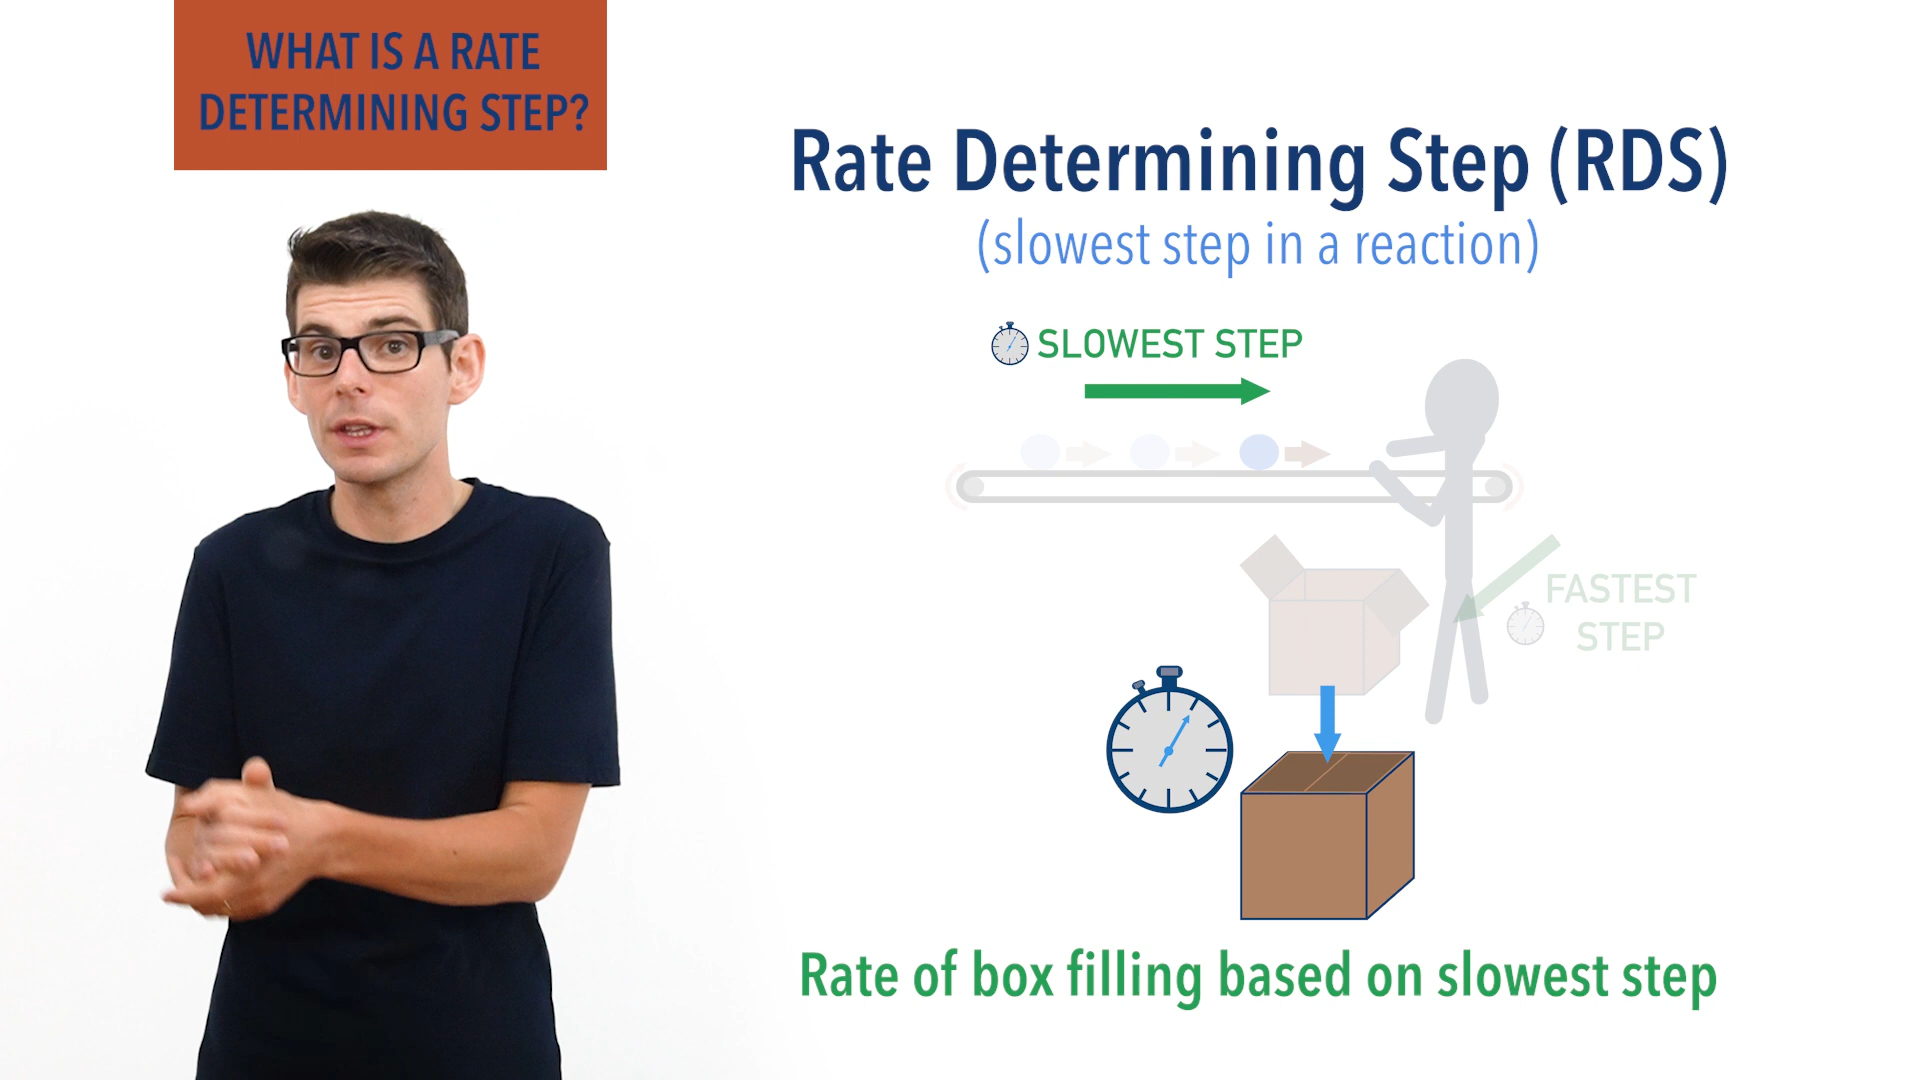 WHAT IS A RATE
DETERMINING STEP?
Rate Determining Step (RDS)
(slowest step in a reaction)
SLOWEST STEP
FASTEST
STEP
Rate of box filling based on slowest step